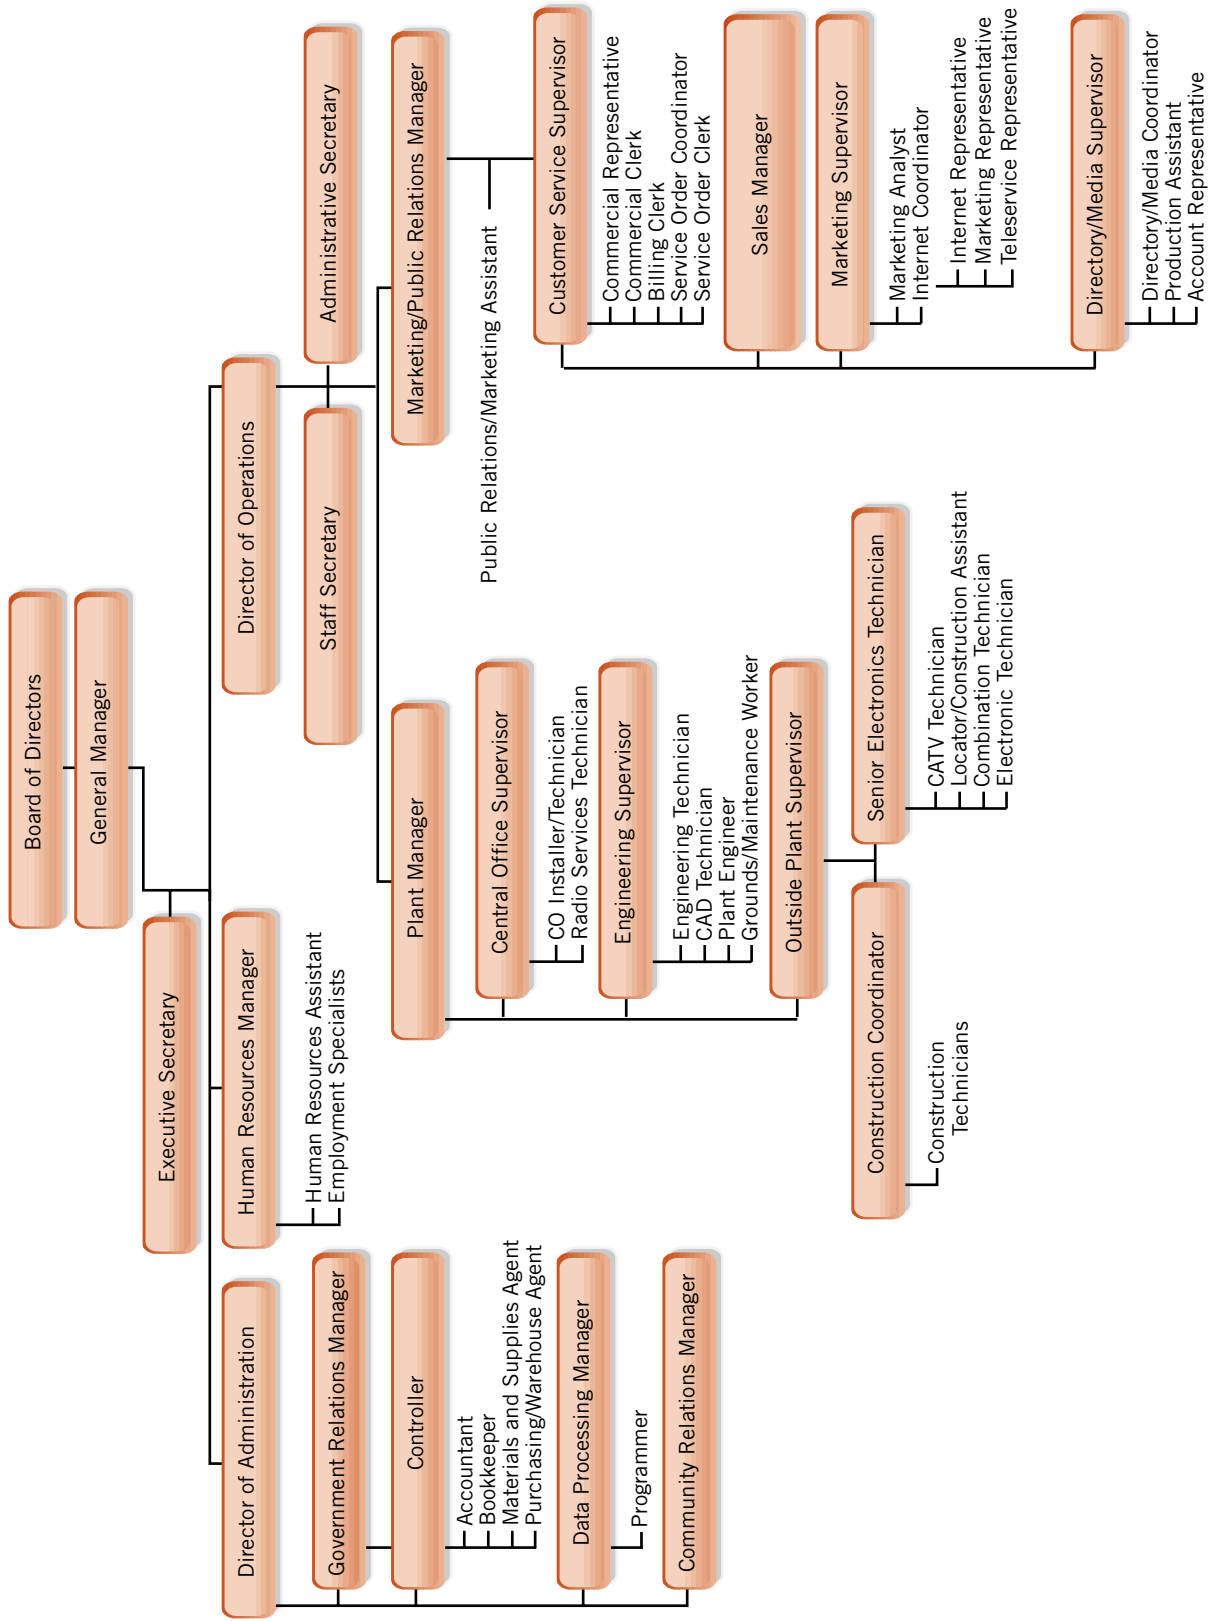 Board of Directors
General Manager
Executive Secretary
Director of Administration
Human Resources Manager
Director of Operations
Human Resources Assistant
Employment Specialists
Government Relations Manager
Controller
Accountant
Bookkeeper
Materials and Supplies Agent
Purchasing/Warehouse Agent
Data Processing Manager
Programmer
Community Relations Manager
Staff Secretary
Administrative Secretary
Plant Manager
Central Office Supervisor
CO Installer/Technician
Radio Services Technician
Engineering Supervisor
Engineering Technician
CAD Technician
Plant Engineer
Grounds/Maintenance Worker
Outside Plant Supervisor
Construction Coordinator
Construction
Technicians
Senior Electronics Technician
CATV Technician
Locator/Construction Assistant
Combination Technician
Electronic Technician
Marketing/Public Relations Manager
Public Relations/Marketing Assistant
Customer Service Supervisor
Commercial Representative
Commercial Clerk
Billing Clerk
Service Order Coordinator
Service Order Clerk
Sales Manager
Marketing Supervisor
Marketing Analyst
Internet Coordinator
Internet Representative
Marketing Representative
Teleservice Representative
Directory/Media Supervisor
Directory/Media Coordinator
Production Assistant
Account Representative